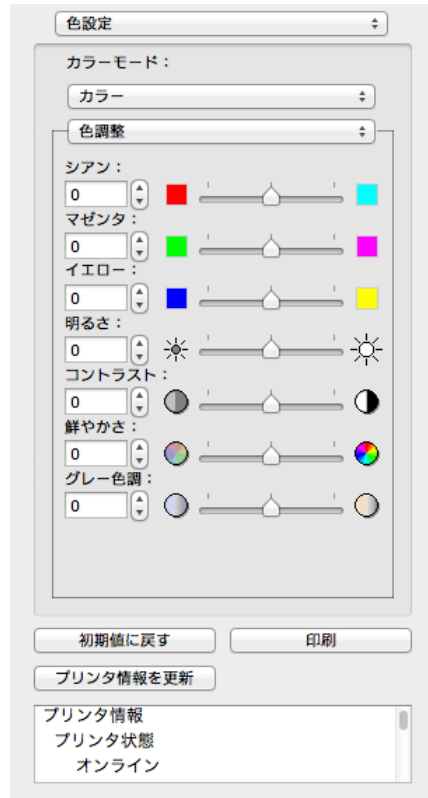 色設定
カラーモード：
カラー
色調整
シアン：
0
マゼンタ：
0
イエロー：
0
明るさ：
0
コントラスト：
0
鮮やかさ：
0
グレー色調：
0
初期値に戻す 印刷
プリンタ情報を更新
プリンタ情報
プリンタ状態
オンライン